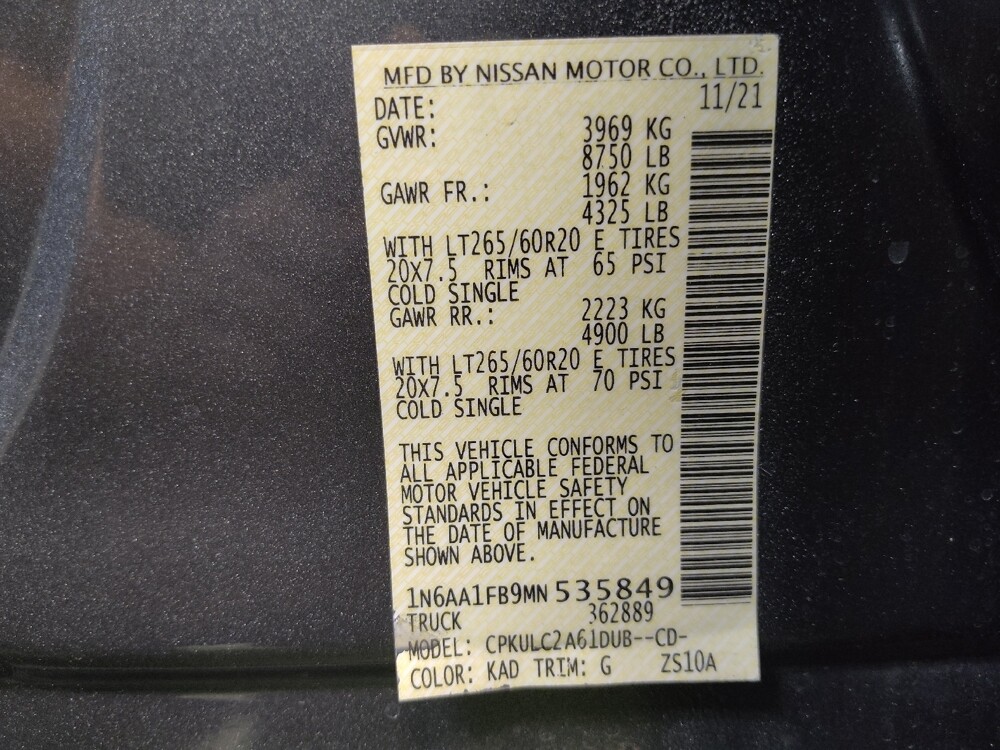 MFD BY NISSAN MOTOR CO., LTD.
DATE: 11/21
GVWR: 3969 KG
8750 LB
GAWR FR.: 1962 KG
4325 LB
WITH LT265/60R20 E TIRES
20X7.5 RIMS AT 65 PSI
COLD SINGLE
GAWR RR.: 2223 KG
4900 LB
WITH LT265/60R20 E TIRES
20X7.5 RIMS AT 70 PSI
COLD SINGLE
THIS VEHICLE CONFORMS TO
ALL APPLICABLE FEDERAL
MOTOR VEHICLE SAFETY
STANDARDS IN EFFECT ON
THE DATE OF MANUFACTURE
SHOWN ABOVE.
1N6AA1FB9MN535849
TRUCK 362889
MODEL: CPKULC2A61DUB--CD-
COLOR: KAD TRIM: G ZS10A